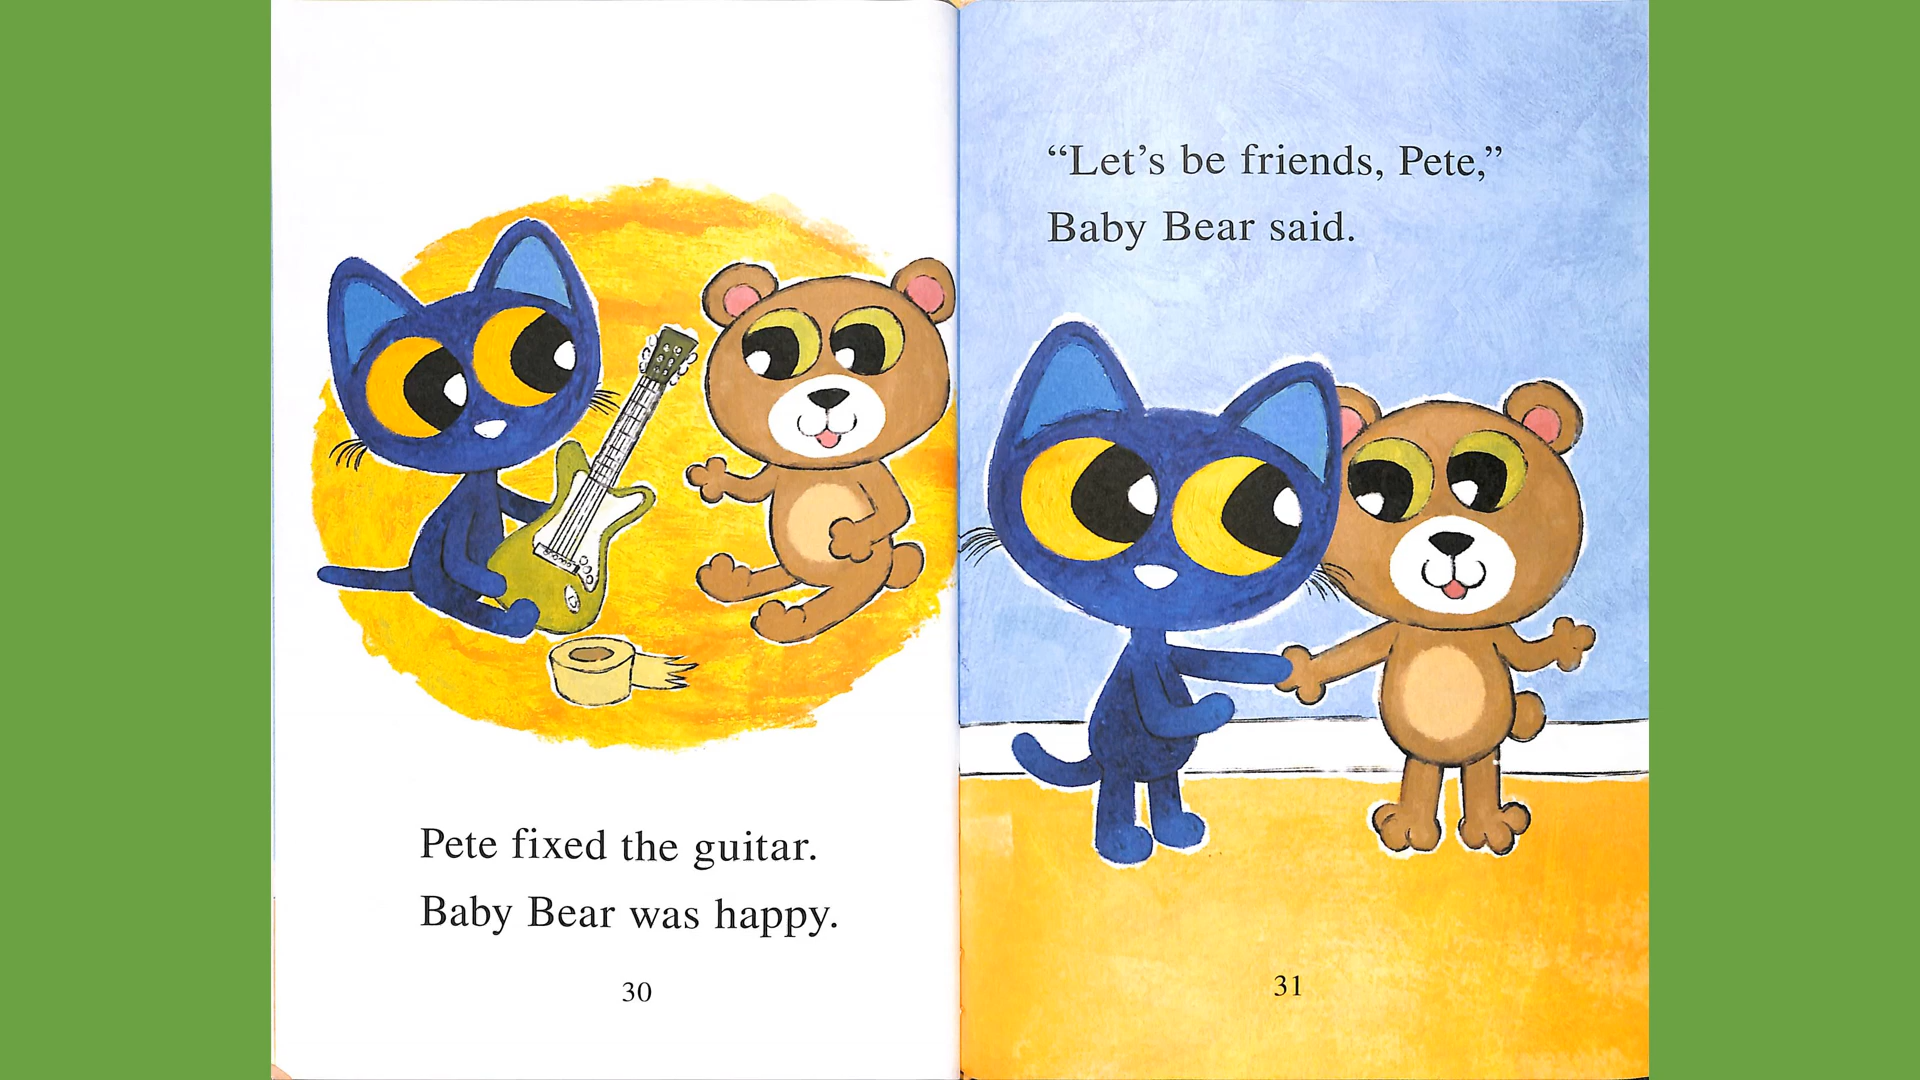 Pete fixed the guitar.
Baby Bear was happy.
30
“Let’s be friends, Pete,”
Baby Bear said.
31